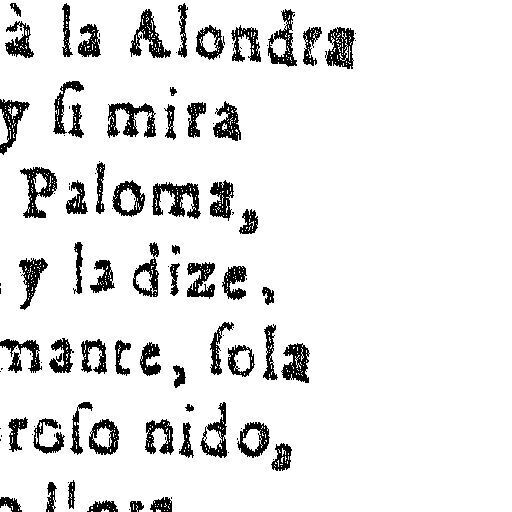 à la Alondra
y ſi mira
Paloma,
y la dize,
mante, ſola
roſo nido,